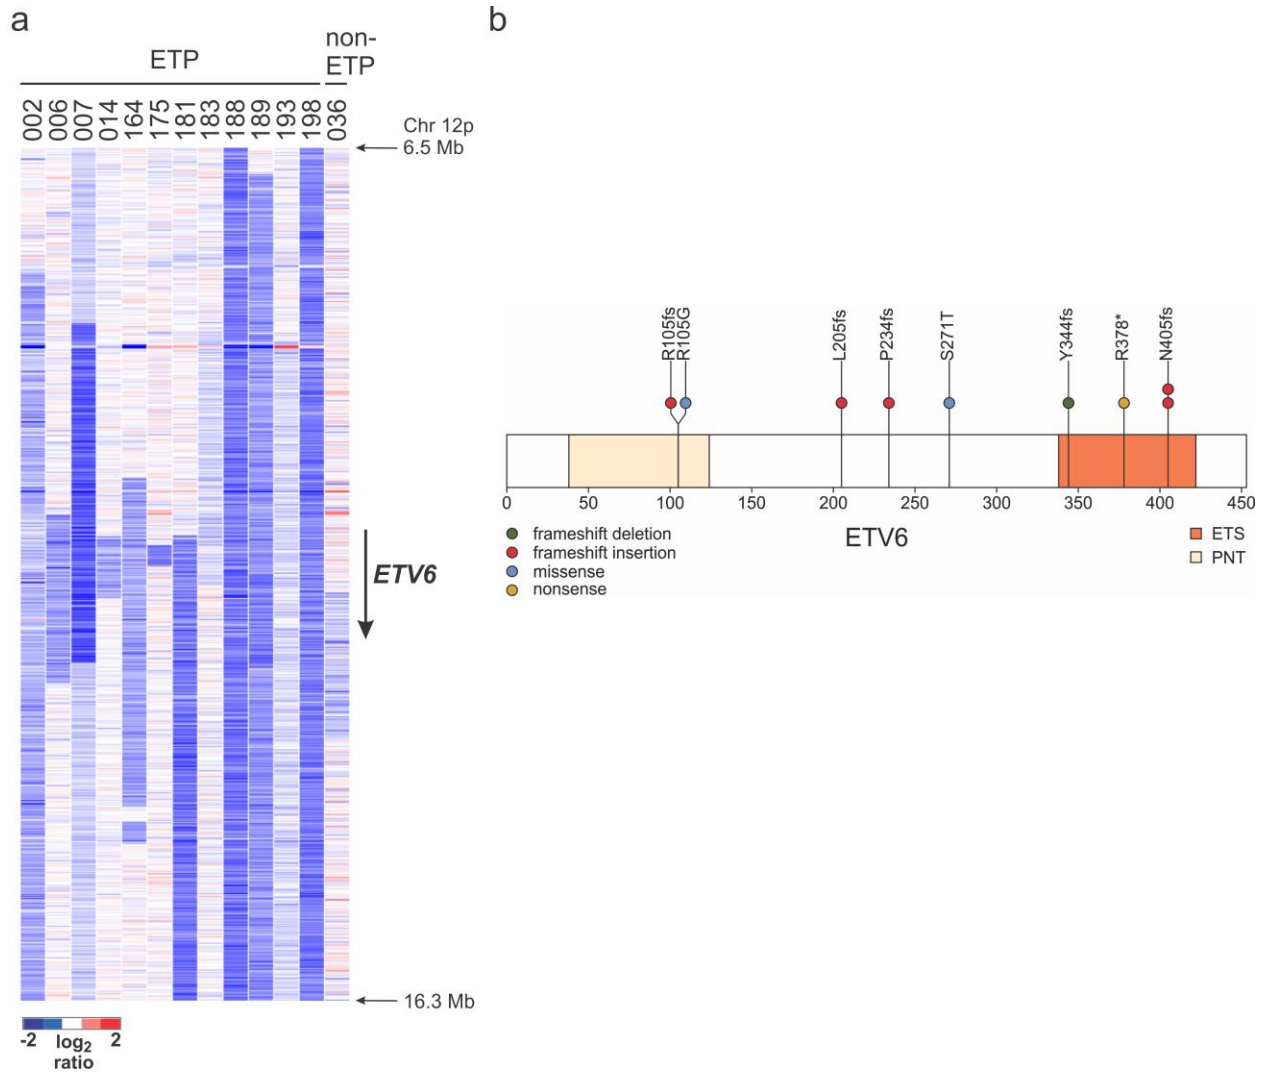 a
ETP
non-
ETP
002 006 007 014 164 175 181 183 188 189 193 198 036
Chr 12p
6.5 Mb
ETV6
16.3 Mb
-2 log2 2
ratio
b
R105fs R105G L205fs P234fs S271T Y344fs R378* N405fs
0 50 100 150 200 250 300 350 400 450
ETV6
frameshift deletion
frameshift insertion
missense
nonsense
ETS
PNT